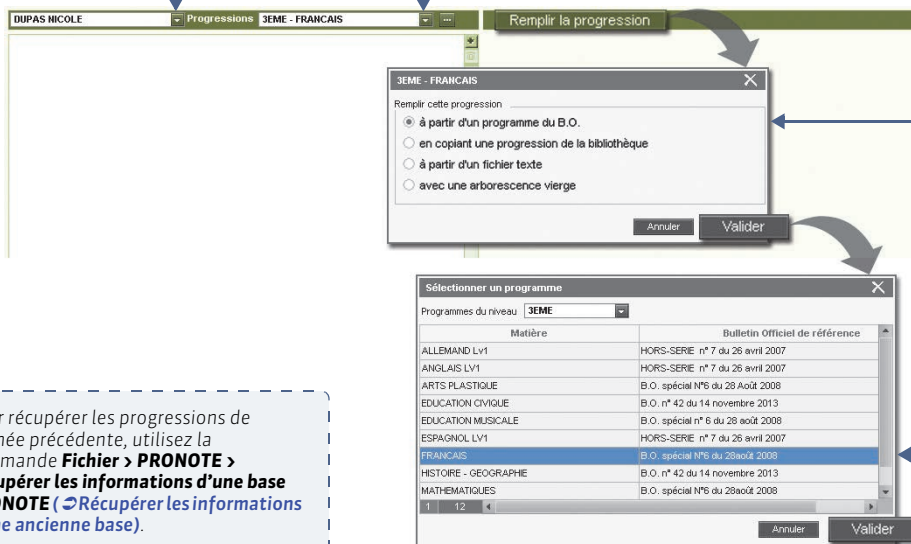 DUPAS NICOLE Progressions 3EME - FRANCAIS ... Remplir la progression
3EME - FRANCAIS
Remplir cette progression
à partir d'un programme du B.O.
en copiant une progression de la bibliothèque
à partir d'un fichier texte
avec une arborescence vierge
Annuler Valider
Sélectionner un programme
Programmes du niveau 3EME
Matière Bulletin Officiel de référence
ALLEMAND LV1 HORS-SERIE n° 7 du 26 avril 2007
ANGLAIS LV1 HORS-SERIE n° 7 du 26 avril 2007
ARTS PLASTIQUE B.O. spécial N°6 du 28 Août 2008
EDUCATION CIVIQUE B.O. n° 42 du 14 novembre 2013
EDUCATION MUSICALE B.O. spécial n° 6 du 28 août 2008
ESPAGNOL LV1 HORS-SERIE n° 7 du 26 avril 2007
FRANCAIS B.O. spécial N°6 du 28août 2008
HISTOIRE - GEOGRAPHIE B.O. n° 42 du 14 novembre 2013
MATHEMATIQUES B.O. spécial N°6 du 28août 2008
1 12
Annuler Valider
r récupérer les progressions de
née précédente, utilisez la
mande Fichier > PRONOTE >
upérer les informations d'une base
NOTE ( Récupérer les informations
ne ancienne base).